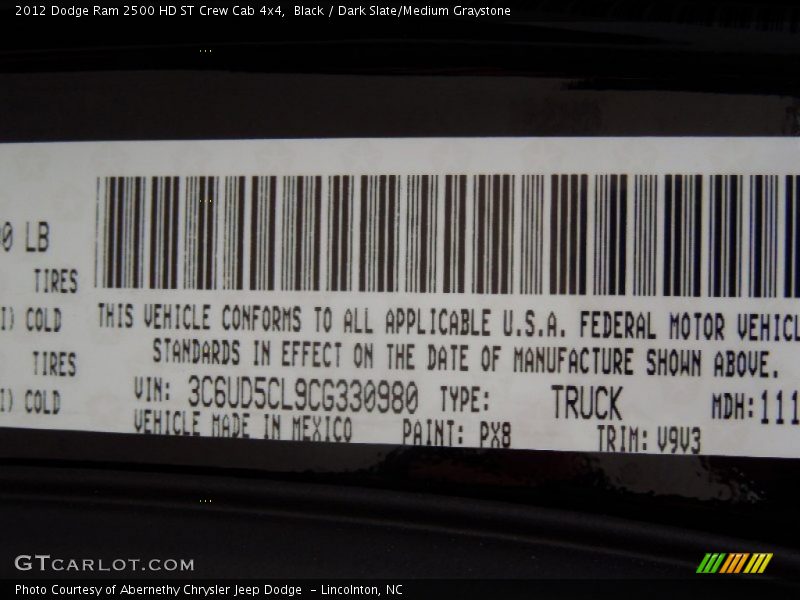 2012 Dodge Ram 2500 HD ST Crew Cab 4x4,  Black / Dark Slate/Medium Graystone
0 LB
TIRES
I) COLD
THIS VEHICLE CONFORMS TO ALL APPLICABLE U.S.A. FEDERAL MOTOR VEHICL
TIRES
STANDARDS IN EFFECT ON THE DATE OF MANUFACTURE SHOWN ABOVE.
I) COLD
VIN: 3C6UD5CL9CG330980 TYPE: TRUCK MDH:111
VEHICLE MADE IN MEXICO PAINT: PX8 TRIM: V9V3
GTCARLOT.COM
Photo Courtesy of Abernethy Chrysler Jeep Dodge  – Lincolnton, NC